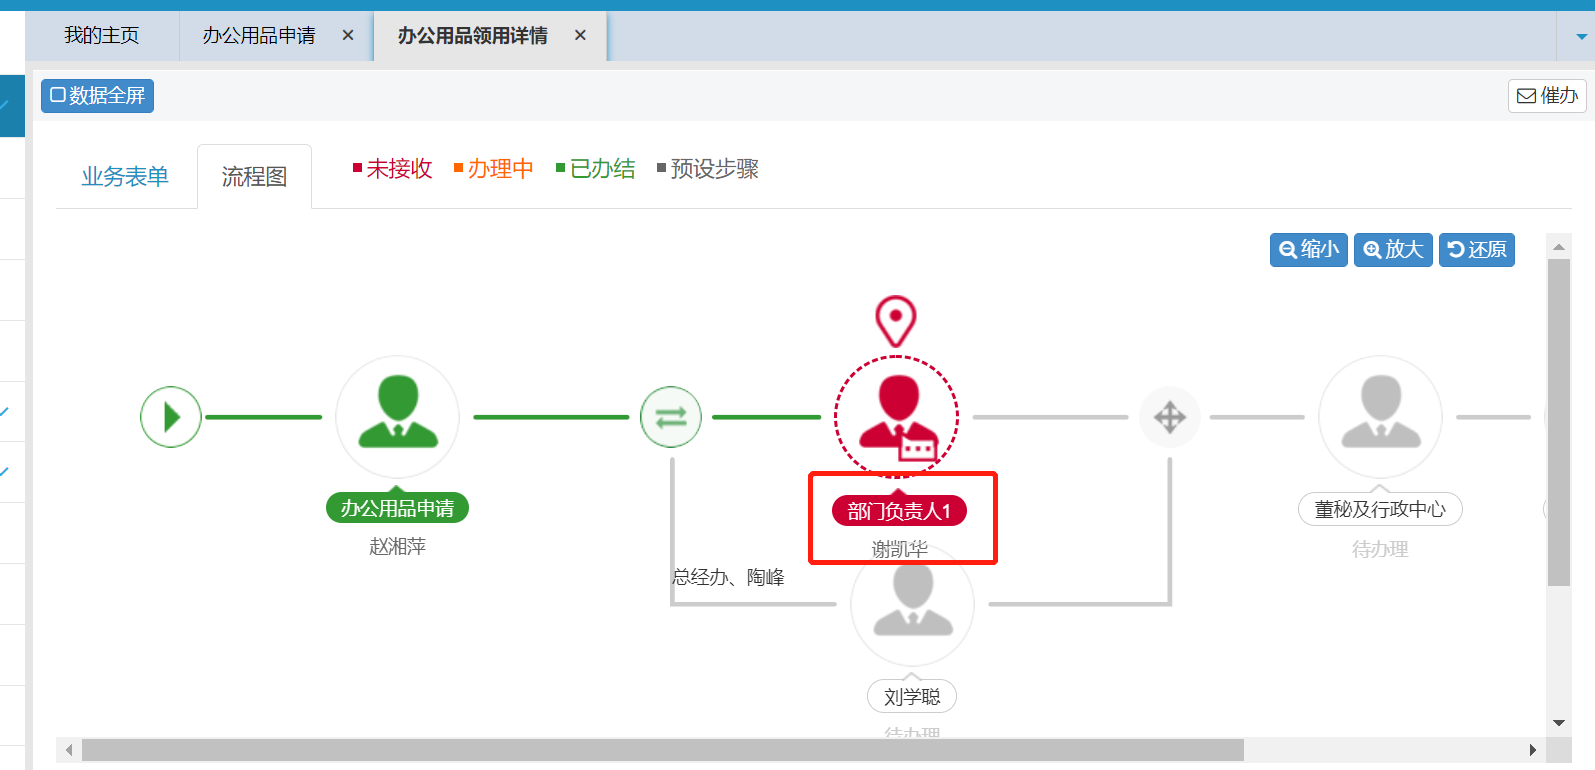 我的主页
办公用品申请
办公用品领用详情
数据全屏
催办
业务表单
流程图
未接收
办理中
已办结
预设步骤
缩小
放大
还原
办公用品申请
赵湘萍
部门负责人1
谢凯华
董秘及行政中心
待办理
总经办、陶峰
刘学聪
待办理